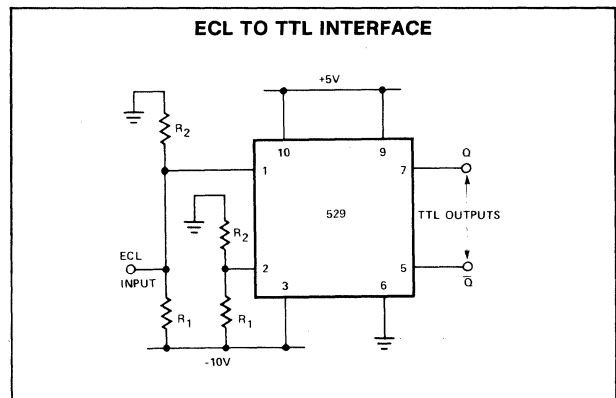 ECL TO TTL INTERFACE
+5V
R2
10
9
1
7
Q
R2
529
TTL OUTPUTS
ECL
INPUT
2
5
Q̅
3
6
R1
R1
-10V